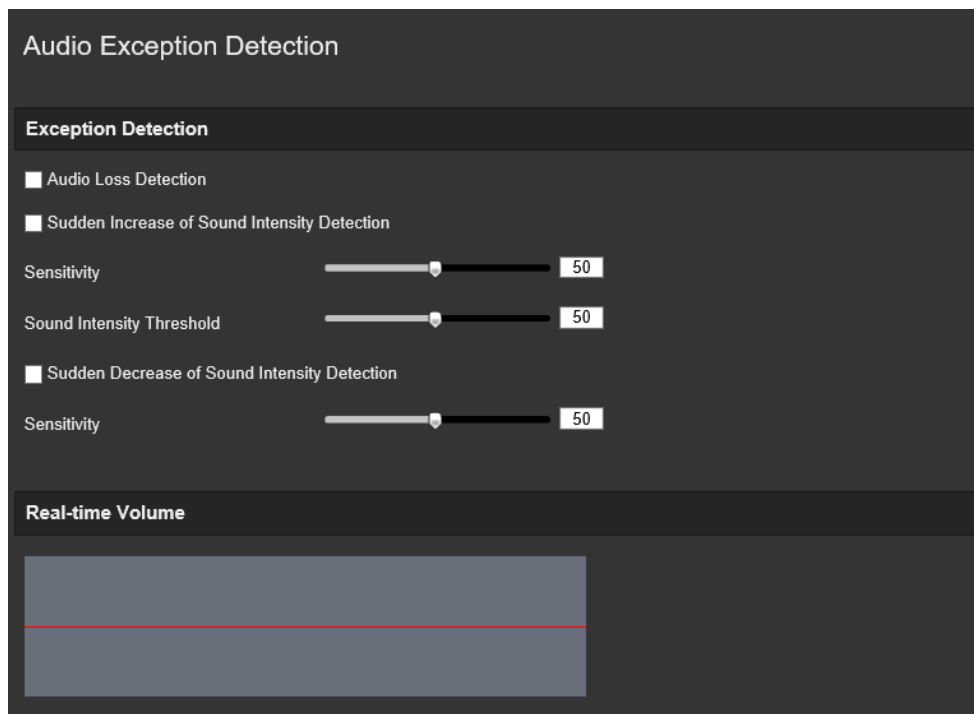 Audio Exception Detection
Exception Detection
Audio Loss Detection
Sudden Increase of Sound Intensity Detection
Sensitivity 50
Sound Intensity Threshold 50
Sudden Decrease of Sound Intensity Detection
Sensitivity 50
Real-time Volume